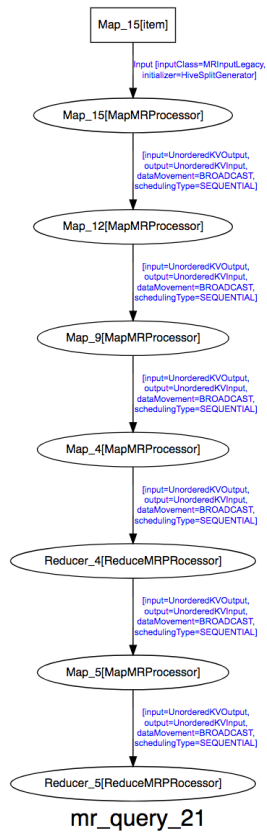 Map_15[item]
Input [inputClass=MRInputLegacy,
initializer=HiveSplitGenerator]
Map_15[MapMRProcessor]
[input=UnorderedKVOutput,
output=UnorderedKVInput,
dataMovement=BROADCAST,
schedulingType=SEQUENTIAL]
Map_12[MapMRProcessor]
[input=UnorderedKVOutput,
output=UnorderedKVInput,
dataMovement=BROADCAST,
schedulingType=SEQUENTIAL]
Map_9[MapMRProcessor]
[input=UnorderedKVOutput,
output=UnorderedKVInput,
dataMovement=BROADCAST,
schedulingType=SEQUENTIAL]
Map_4[MapMRProcessor]
[input=UnorderedKVOutput,
output=UnorderedKVInput,
dataMovement=BROADCAST,
schedulingType=SEQUENTIAL]
Reducer_4[ReduceMRPRocessor]
[input=UnorderedKVOutput,
output=UnorderedKVInput,
dataMovement=BROADCAST,
schedulingType=SEQUENTIAL]
Map_5[MapMRProcessor]
[input=UnorderedKVOutput,
output=UnorderedKVInput,
dataMovement=BROADCAST,
schedulingType=SEQUENTIAL]
Reducer_5[ReduceMRPRocessor]
mr_query_21